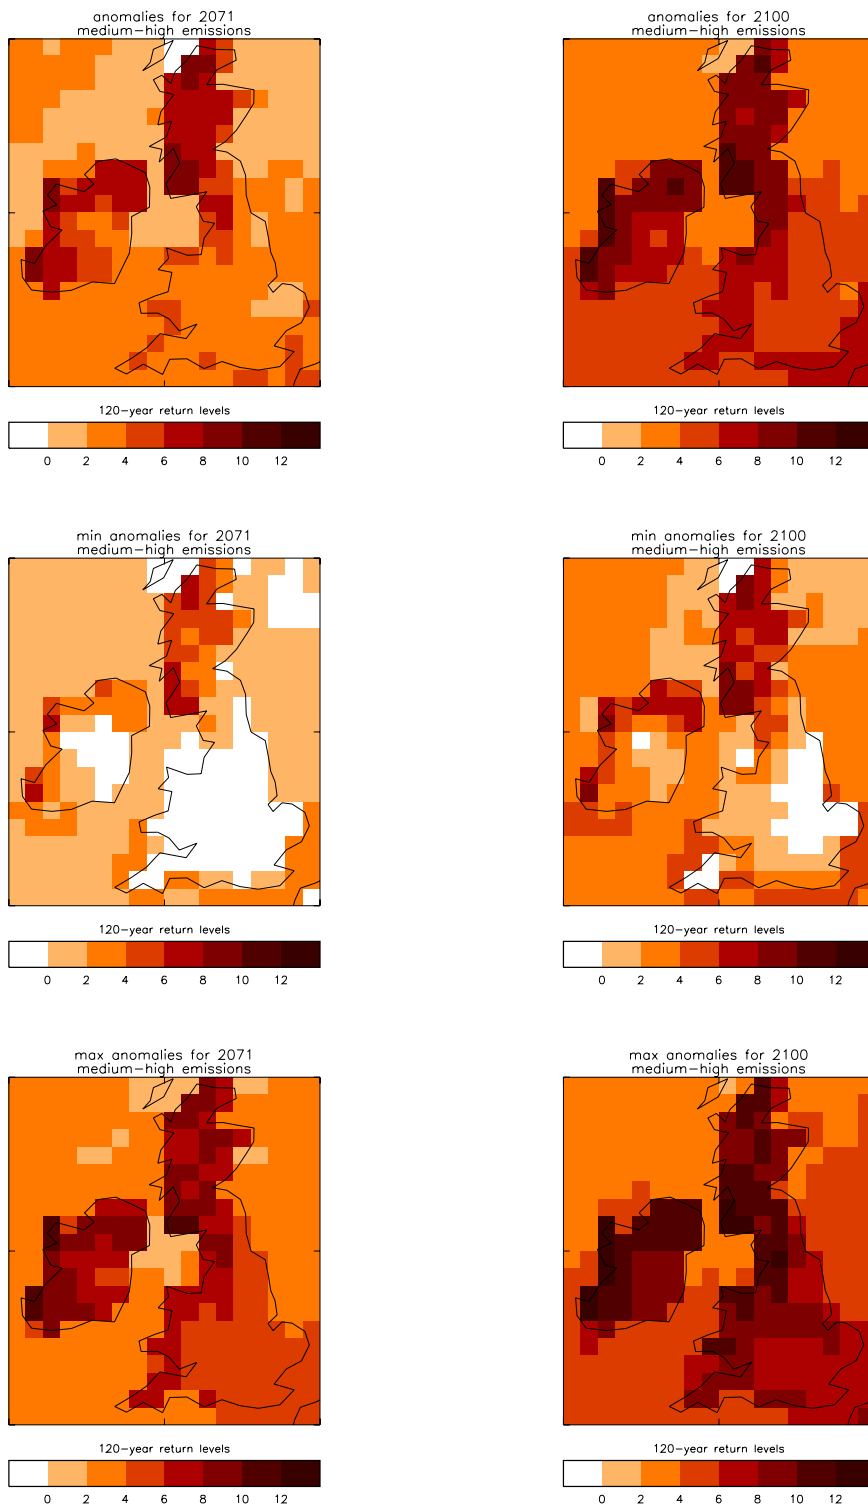 anomalies for 2071
medium-high emissions
120-year return levels
0 2 4 6 8 10 12
anomalies for 2100
medium-high emissions
120-year return levels
0 2 4 6 8 10 12
min anomalies for 2071
medium-high emissions
120-year return levels
0 2 4 6 8 10 12
min anomalies for 2100
medium-high emissions
120-year return levels
0 2 4 6 8 10 12
max anomalies for 2071
medium-high emissions
120-year return levels
0 2 4 6 8 10 12
max anomalies for 2100
medium-high emissions
120-year return levels
0 2 4 6 8 10 12